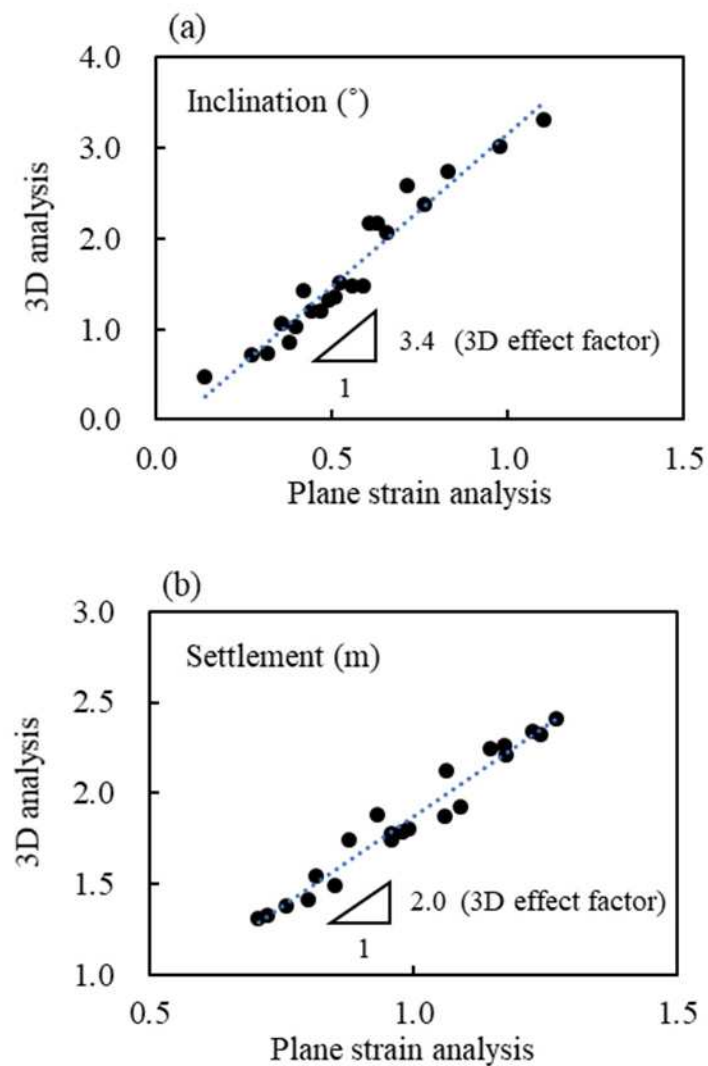 (a)
4.0
Inclination (°)
3.0
3D analysis
2.0
1.0
3.4 (3D effect factor)
1
0.0
0.0 0.5 1.0 1.5
Plane strain analysis
(b)
3.0
Settlement (m)
2.5
3D analysis
2.0
1.5
2.0 (3D effect factor)
1
1.0
0.5 1.0 1.5
Plane strain analysis